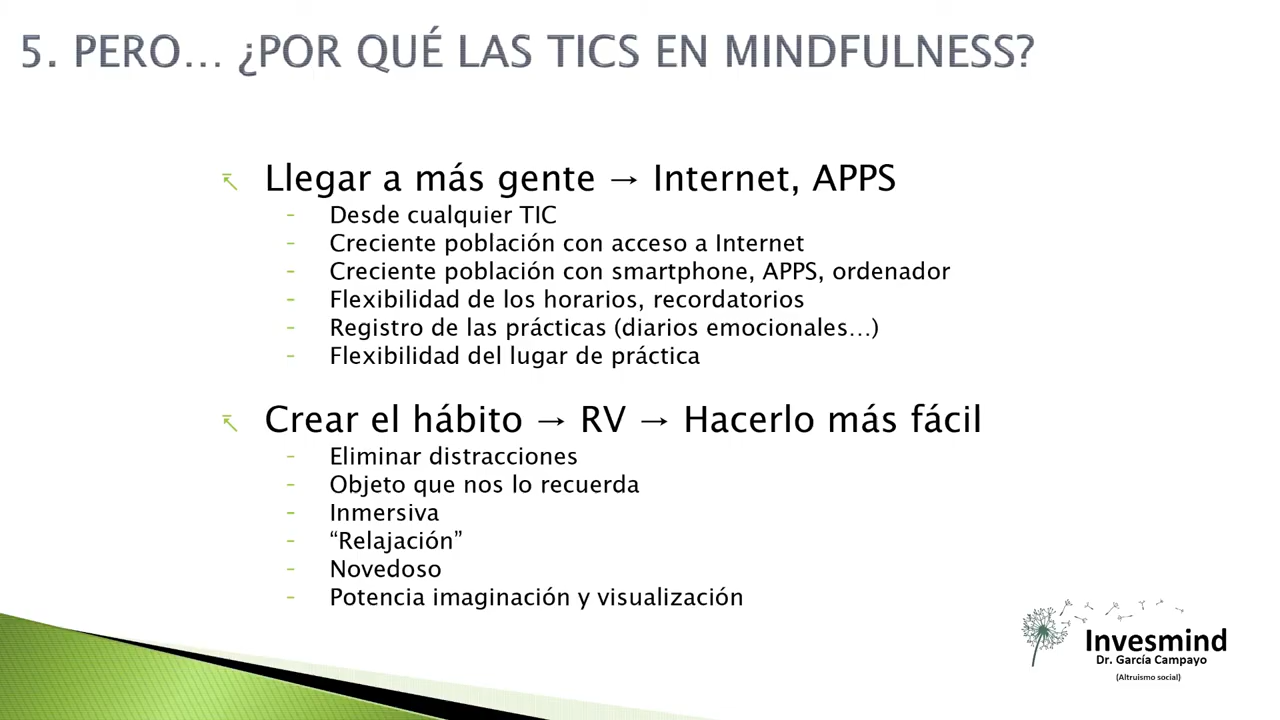 5. PERO... ¿POR QUÉ LAS TICS EN MINDFULNESS?
Llegar a más gente → Internet, APPS
- Desde cualquier TIC
- Creciente población con acceso a Internet
- Creciente población con smartphone, APPS, ordenador
- Flexibilidad de los horarios, recordatorios
- Registro de las prácticas (diarios emocionales...)
- Flexibilidad del lugar de práctica
Crear el hábito → RV → Hacerlo más fácil
- Eliminar distracciones
- Objeto que nos lo recuerda
- Inmersiva
- “Relajación”
- Novedoso
- Potencia imaginación y visualización
Invesmind
Dr. García Campayo
(Altruismo social)